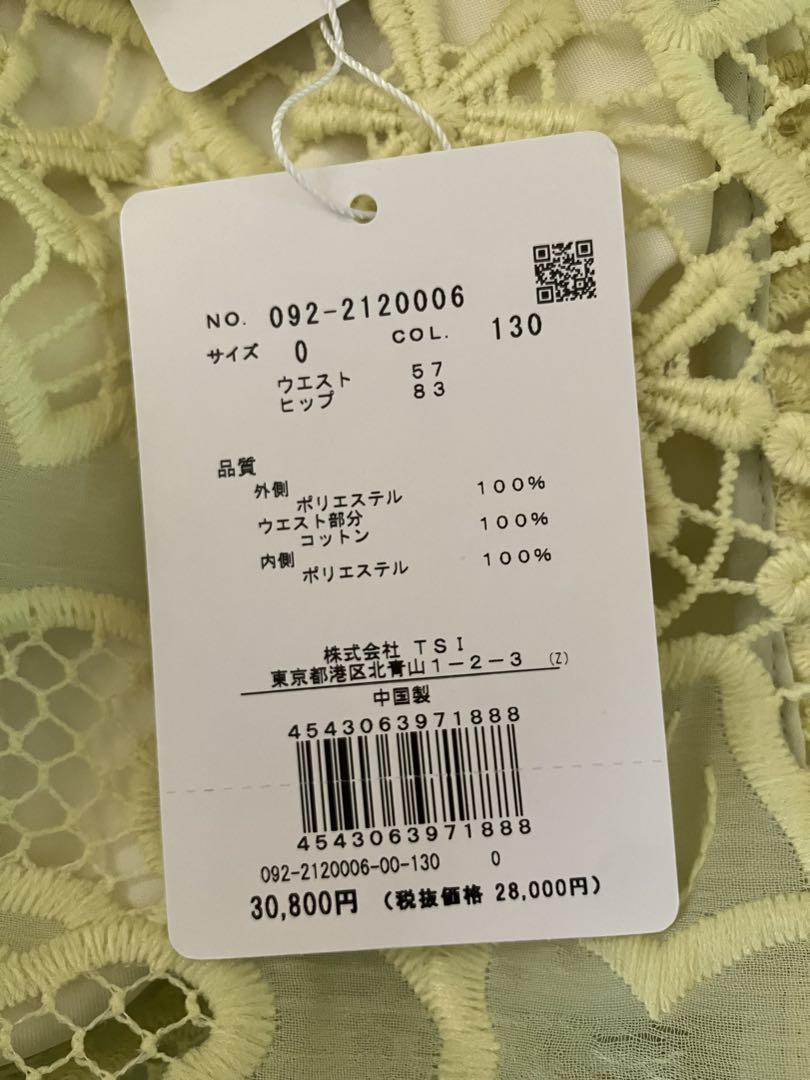 NO. 092-2120006
サイズ 0 COL. 130
ウエスト 57
ヒップ 83
品質
外側
ポリエステル 100%
ウエスト部分
コットン 100%
内側
ポリエステル 100%
株式会社 TSI
東京都港区北青山1-2-3 (Z)
中国製
4543063971888
4543063971888
092-2120006-00-130 0
30,800円 (税抜価格 28,000円)